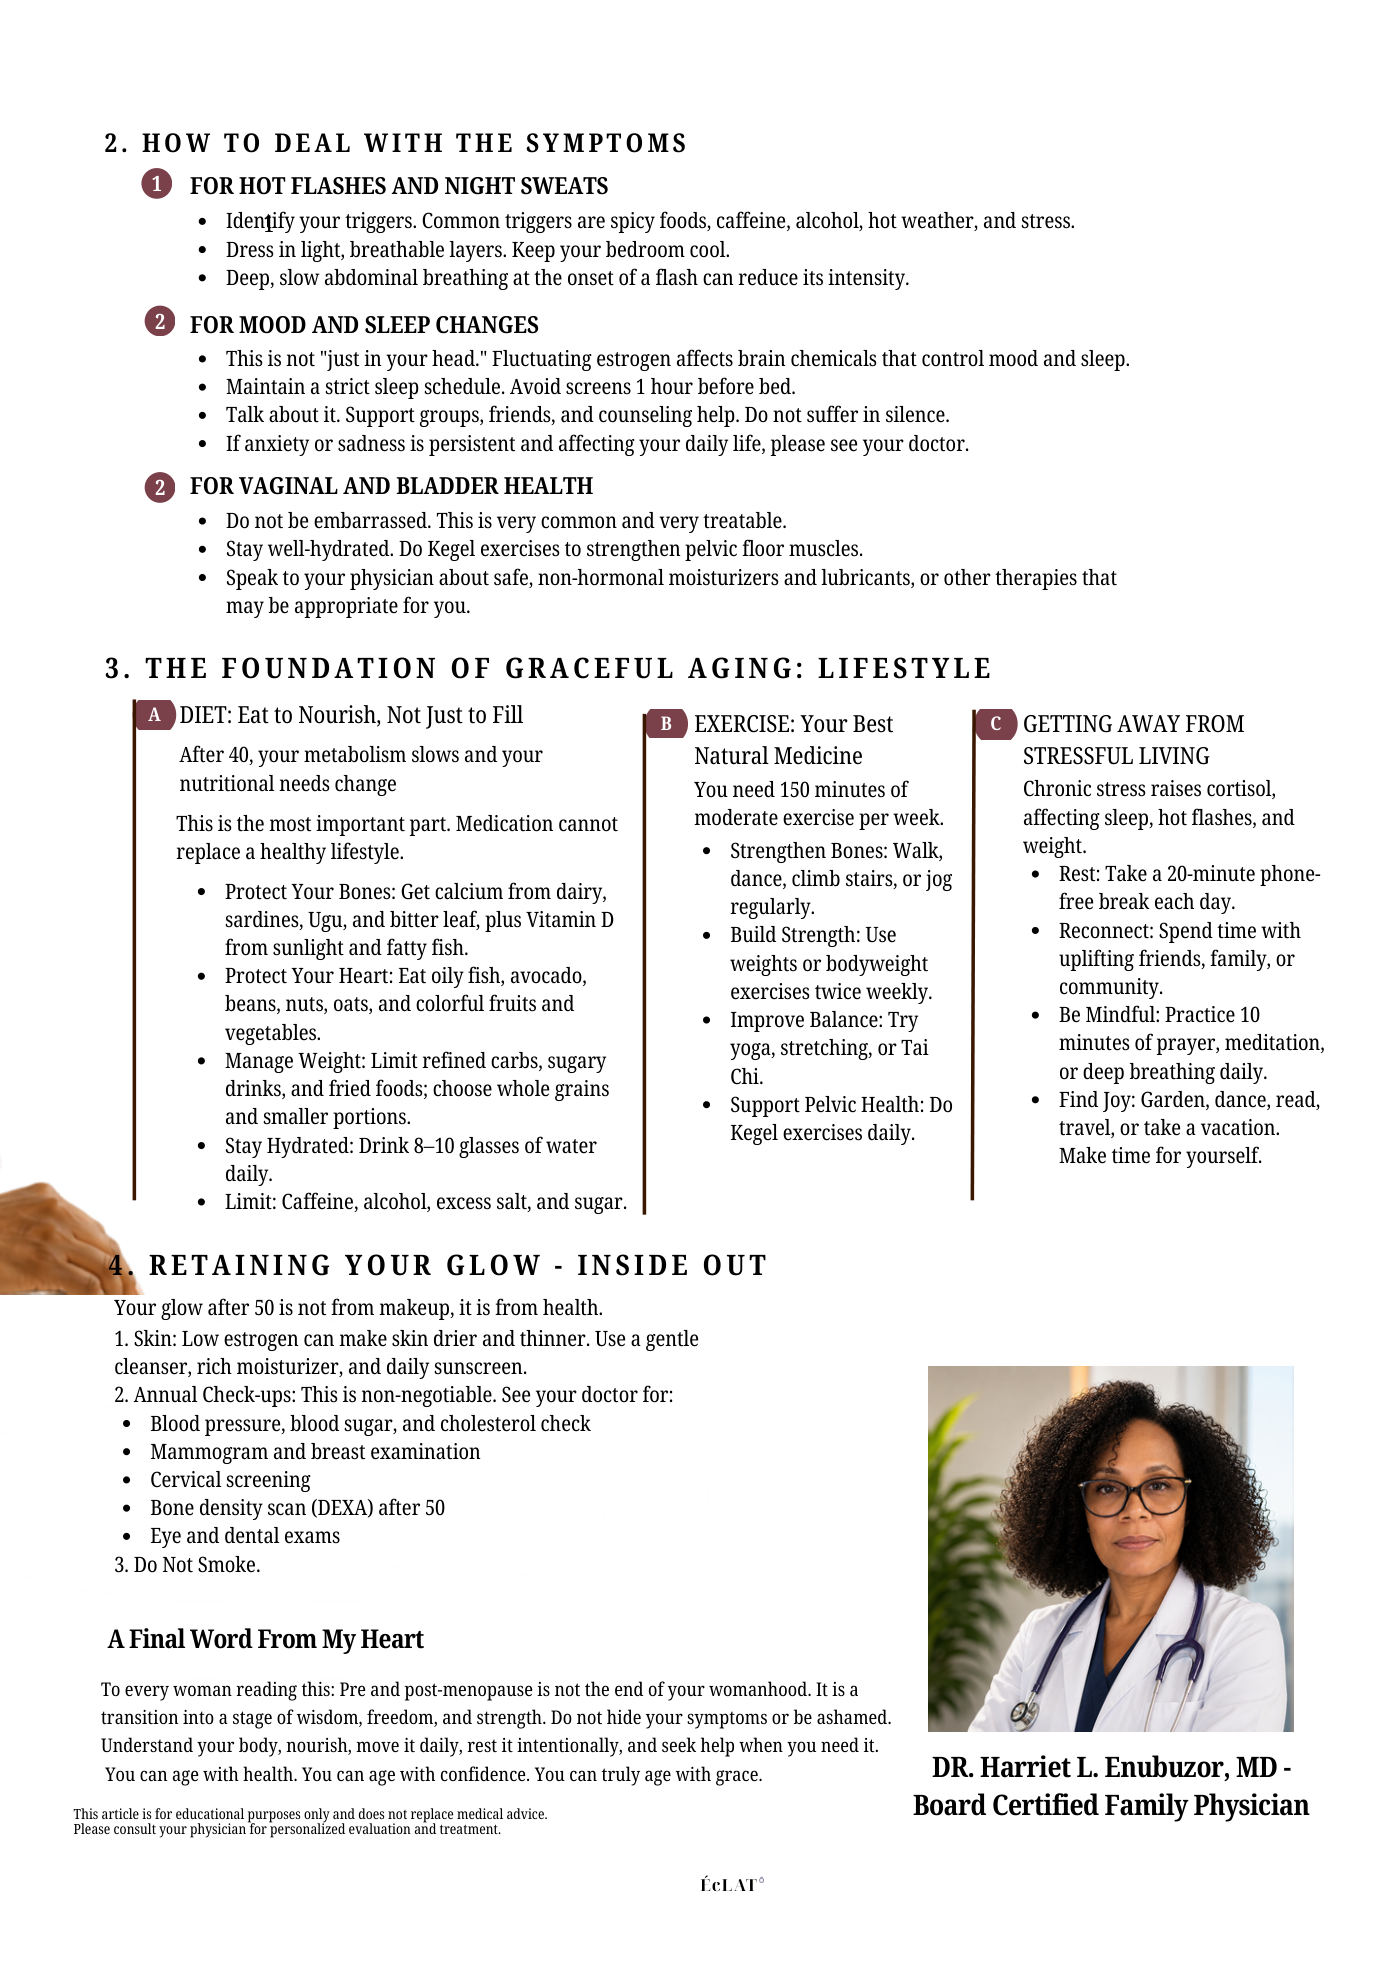 2. HOW TO DEAL WITH THE SYMPTOMS
1 FOR HOT FLASHES AND NIGHT SWEATS
• Identify your triggers. Common triggers are spicy foods, caffeine, alcohol, hot weather, and stress.
• Dress in light, breathable layers. Keep your bedroom cool.
• Deep, slow abdominal breathing at the onset of a flash can reduce its intensity.
2 FOR MOOD AND SLEEP CHANGES
• This is not "just in your head." Fluctuating estrogen affects brain chemicals that control mood and sleep.
• Maintain a strict sleep schedule. Avoid screens 1 hour before bed.
• Talk about it. Support groups, friends, and counseling help. Do not suffer in silence.
• If anxiety or sadness is persistent and affecting your daily life, please see your doctor.
2 FOR VAGINAL AND BLADDER HEALTH
• Do not be embarrassed. This is very common and very treatable.
• Stay well-hydrated. Do Kegel exercises to strengthen pelvic floor muscles.
• Speak to your physician about safe, non-hormonal moisturizers and lubricants, or other therapies that
may be appropriate for you.
3. THE FOUNDATION OF GRACEFUL AGING: LIFESTYLE
A DIET: Eat to Nourish, Not Just to Fill
After 40, your metabolism slows and your
nutritional needs change
This is the most important part. Medication cannot
replace a healthy lifestyle.
• Protect Your Bones: Get calcium from dairy,
sardines, Ugu, and bitter leaf, plus Vitamin D
from sunlight and fatty fish.
• Protect Your Heart: Eat oily fish, avocado,
beans, nuts, oats, and colorful fruits and
vegetables.
• Manage Weight: Limit refined carbs, sugary
drinks, and fried foods; choose whole grains
and smaller portions.
• Stay Hydrated: Drink 8–10 glasses of water
daily.
• Limit: Caffeine, alcohol, excess salt, and sugar.
B EXERCISE: Your Best
Natural Medicine
You need 150 minutes of
moderate exercise per week.
• Strengthen Bones: Walk,
dance, climb stairs, or jog
regularly.
• Build Strength: Use
weights or bodyweight
exercises twice weekly.
• Improve Balance: Try
yoga, stretching, or Tai
Chi.
• Support Pelvic Health: Do
Kegel exercises daily.
C GETTING AWAY FROM
STRESSFUL LIVING
Chronic stress raises cortisol,
affecting sleep, hot flashes, and
weight.
• Rest: Take a 20-minute phone-
free break each day.
• Reconnect: Spend time with
uplifting friends, family, or
community.
• Be Mindful: Practice 10
minutes of prayer, meditation,
or deep breathing daily.
• Find Joy: Garden, dance, read,
travel, or take a vacation.
Make time for yourself.
4. RETAINING YOUR GLOW - INSIDE OUT
Your glow after 50 is not from makeup, it is from health.
1. Skin: Low estrogen can make skin drier and thinner. Use a gentle
cleanser, rich moisturizer, and daily sunscreen.
2. Annual Check-ups: This is non-negotiable. See your doctor for:
• Blood pressure, blood sugar, and cholesterol check
• Mammogram and breast examination
• Cervical screening
• Bone density scan (DEXA) after 50
• Eye and dental exams
3. Do Not Smoke.
A Final Word From My Heart
To every woman reading this: Pre and post-menopause is not the end of your womanhood. It is a
transition into a stage of wisdom, freedom, and strength. Do not hide your symptoms or be ashamed.
Understand your body, nourish, move it daily, rest it intentionally, and seek help when you need it.
You can age with health. You can age with confidence. You can truly age with grace.
This article is for educational purposes only and does not replace medical advice.
Please consult your physician for personalized evaluation and treatment.
DR. Harriet L. Enubuzor, MD -
Board Certified Family Physician
ÉcLAT